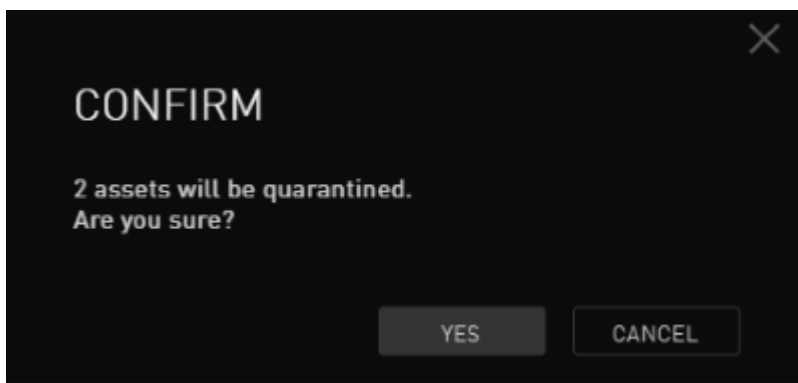 CONFIRM
2 assets will be quarantined.
Are you sure?
YES
CANCEL